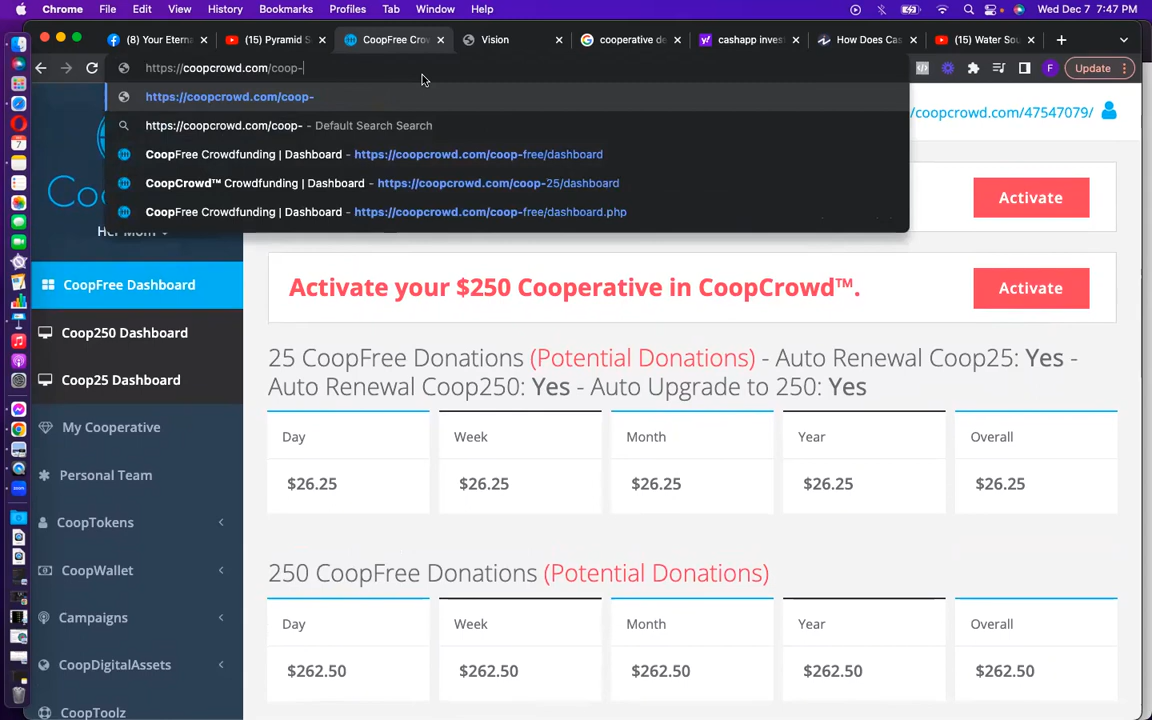 Chrome File Edit View History Bookmarks Profiles Tab Window Help Wed Dec 7 7:47 PM
(8) Your Eterna (15) Pyramid S CoopFree Crow Vision cooperative de cashapp inves How Does Cas (15) Water Sou
https://coopcrowd.com/coop- F Update
https://coopcrowd.com/coop-
https://coopcrowd.com/coop- - Default Search Search
CoopFree Crowdfunding | Dashboard - https://coopcrowd.com/coop-free/dashboard
CoopCrowd™ Crowdfunding | Dashboard - https://coopcrowd.com/coop-25/dashboard
CoopFree Crowdfunding | Dashboard - https://coopcrowd.com/coop-free/dashboard.php
/coopcrowd.com/47547079/
Activate
Activate your $250 Cooperative in CoopCrowd™. Activate
CoopFree Dashboard
Coop250 Dashboard
Coop25 Dashboard
My Cooperative
Personal Team
CoopTokens
CoopWallet
Campaigns
CoopDigitalAssets
CoopToolz
25 CoopFree Donations (Potential Donations) - Auto Renewal Coop25: Yes -
Auto Renewal Coop250: Yes - Auto Upgrade to 250: Yes
Day Week Month Year Overall
$26.25 $26.25 $26.25 $26.25 $26.25
250 CoopFree Donations (Potential Donations)
Day Week Month Year Overall
$262.50 $262.50 $262.50 $262.50 $262.50